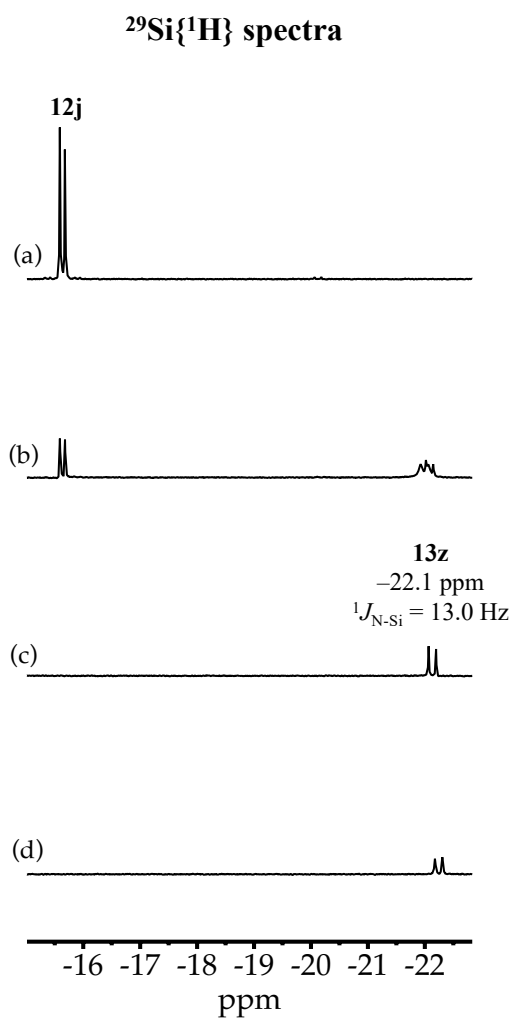 ²⁹Si{¹H} spectra
12j
(a)
(b)
13z
–22.1 ppm
¹J_N-Si = 13.0 Hz
(c)
(d)
-16 -17 -18 -19 -20 -21 -22
ppm